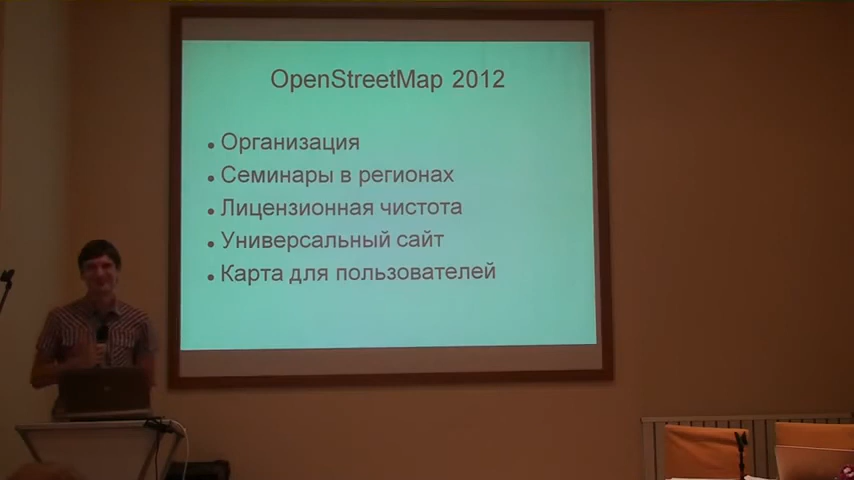 OpenStreetMap 2012
• Организация
• Семинары в регионах
• Лицензионная чистота
• Универсальный сайт
• Карта для пользователей